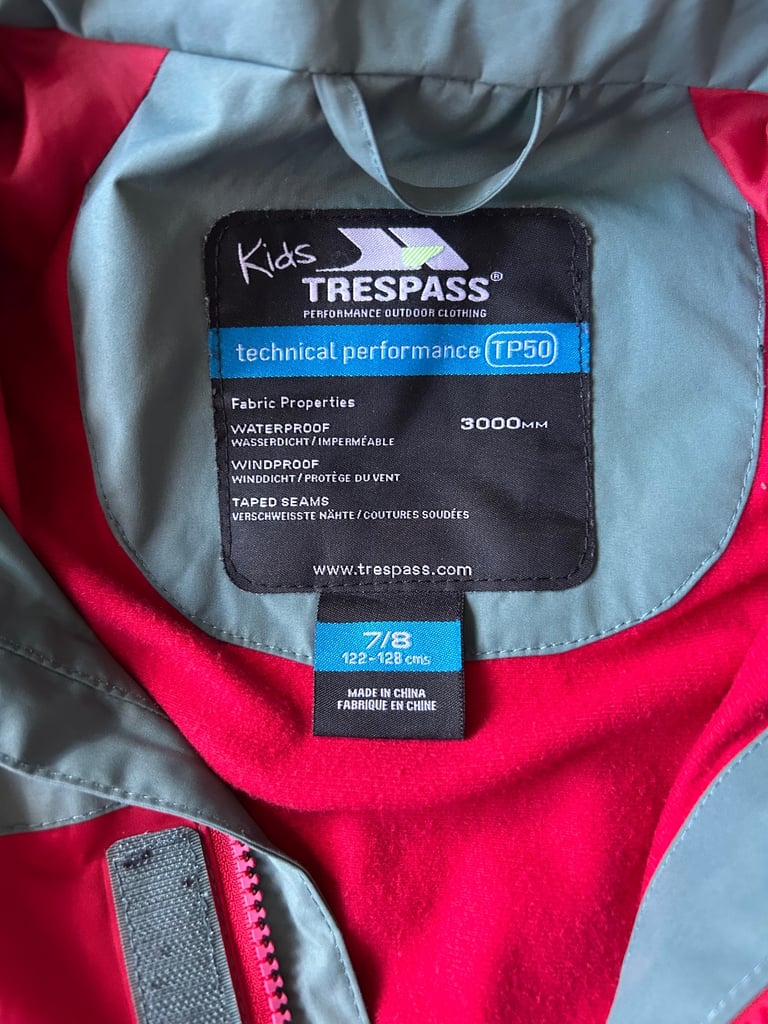 Kids
TRESPASS®
PERFORMANCE OUTDOOR CLOTHING
technical performance TP50
Fabric Properties
WATERPROOF 3000MM
WASSERDICHT / IMPERMÉABLE
WINDPROOF
WINDDICHT / PROTÈGE DU VENT
TAPED SEAMS
VERSCHWEISSTE NÄHTE / COUTURES SOUDÉES
www.trespass.com
7/8
122-128 cms
MADE IN CHINA
FABRIQUE EN CHINE